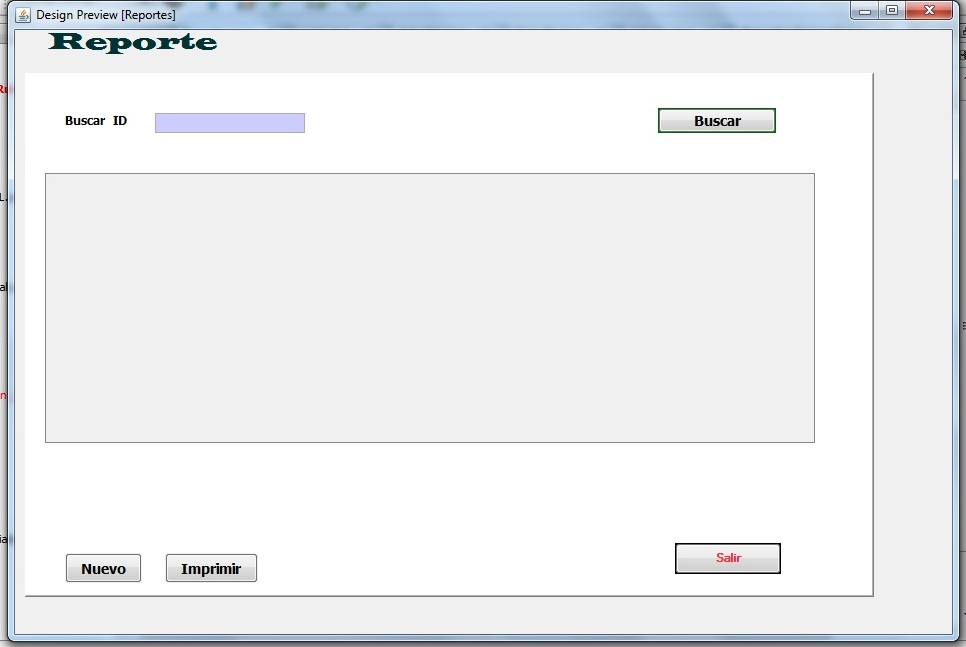 Design Preview [Reportes]
Reporte
Buscar ID
Buscar
Nuevo
Imprimir
Salir